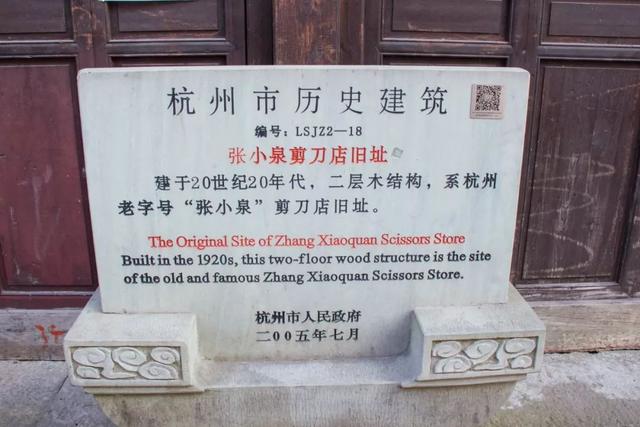 杭州市历史建筑
编号：LSJZ2—18
张小泉剪刀店旧址
建于20世纪20年代，二层木结构，系杭州
老字号“张小泉”剪刀店旧址。
The Original Site of Zhang Xiaoquan Scissors Store
Built in the 1920s, this two-floor wood structure is the site
of the old and famous Zhang Xiaoquan Scissors Store.
杭州市人民政府
二〇〇五年七月